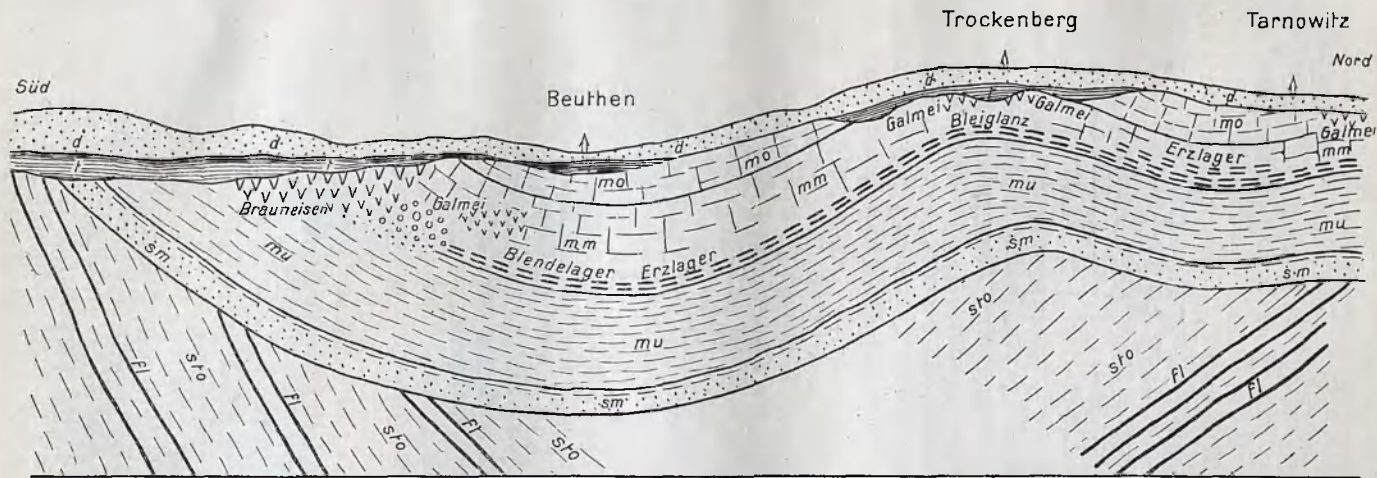 Trockenberg
Tarnowitz
Süd
Nord
Beuthen
d
d
d
d
d
t
t
t
t
Galmei
Bleiglanz
Galmei
Galmei
mo
mo
mm
mm
mm
Erzlager
Brauneisen
Galmei
Blendelager
Erzlager
mu
mu
mu
mu
sm
sm
sm
sm
sto
sto
sto
sto
sto
fl
fl
fl
fl
fl